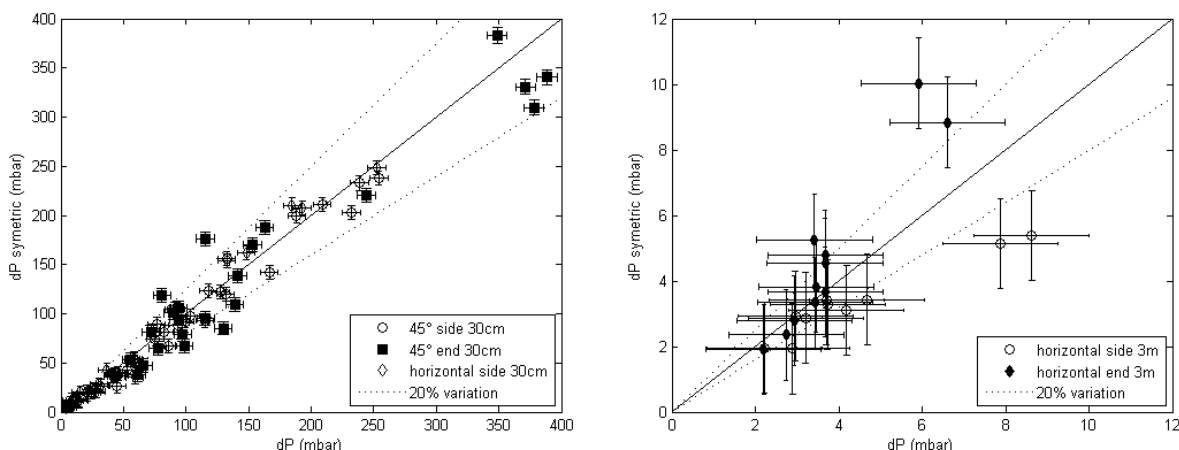 400
350
300
250
200
150
100
50
0
0 50 100 150 200 250 300 350 400
dP symetric (mbar)
dP (mbar)
45° side 30cm
45° end 30cm
horizontal side 30cm
20% variation
12
10
8
6
4
2
0
0 2 4 6 8 10 12
dP symetric (mbar)
dP (mbar)
horizontal side 3m
horizontal end 3m
20% variation